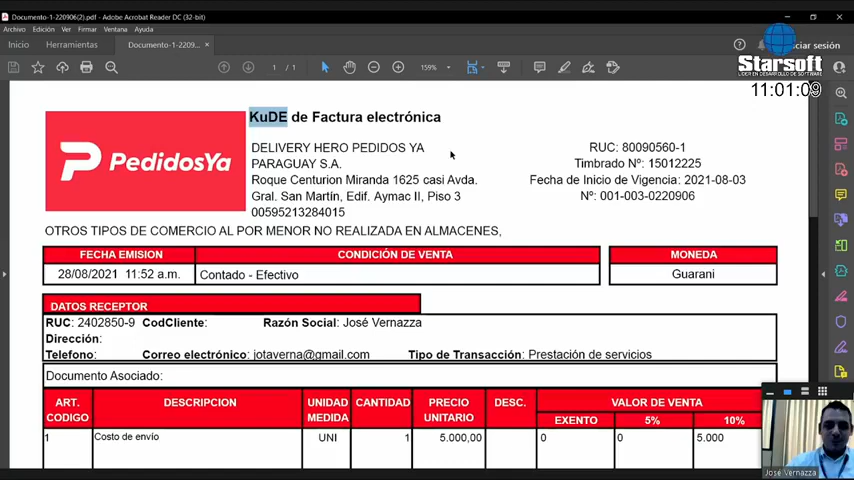 Documento-1-220906(2).pdf - Adobe Acrobat Reader DC (32-bit)
Archivo Edición Ver Firmar Ventana Ayuda
Inicio Herramientas Documento-1-2209... × ciar sesión
1 / 1 159%
Starsoft
LIDER EN DESARROLLO DE SOFTWARE
11:01:09
KuDE de Factura electrónica
PedidosYa
DELIVERY HERO PEDIDOS YA
PARAGUAY S.A.
Roque Centurion Miranda 1625 casi Avda.
Gral. San Martín, Edif. Aymac II, Piso 3
00595213284015
RUC: 80090560-1
Timbrado Nº: 15012225
Fecha de Inicio de Vigencia: 2021-08-03
Nº: 001-003-0220906
OTROS TIPOS DE COMERCIO AL POR MENOR NO REALIZADA EN ALMACENES,
FECHA EMISION CONDICIÓN DE VENTA MONEDA
28/08/2021 11:52 a.m. Contado - Efectivo Guarani
DATOS RECEPTOR
RUC: 2402850-9 CodCliente: Razón Social: José Vernazza
Dirección:
Telefono: Correo electrónico: jotaverna@gmail.com Tipo de Transacción: Prestación de servicios
Documento Asociado:
ART. CODIGO DESCRIPCION UNIDAD MEDIDA CANTIDAD PRECIO UNITARIO DESC. VALOR DE VENTA
EXENTO 5% 10%
1 Costo de envío UNI 1 5.000,00 0 0 5.000
José Vernazza